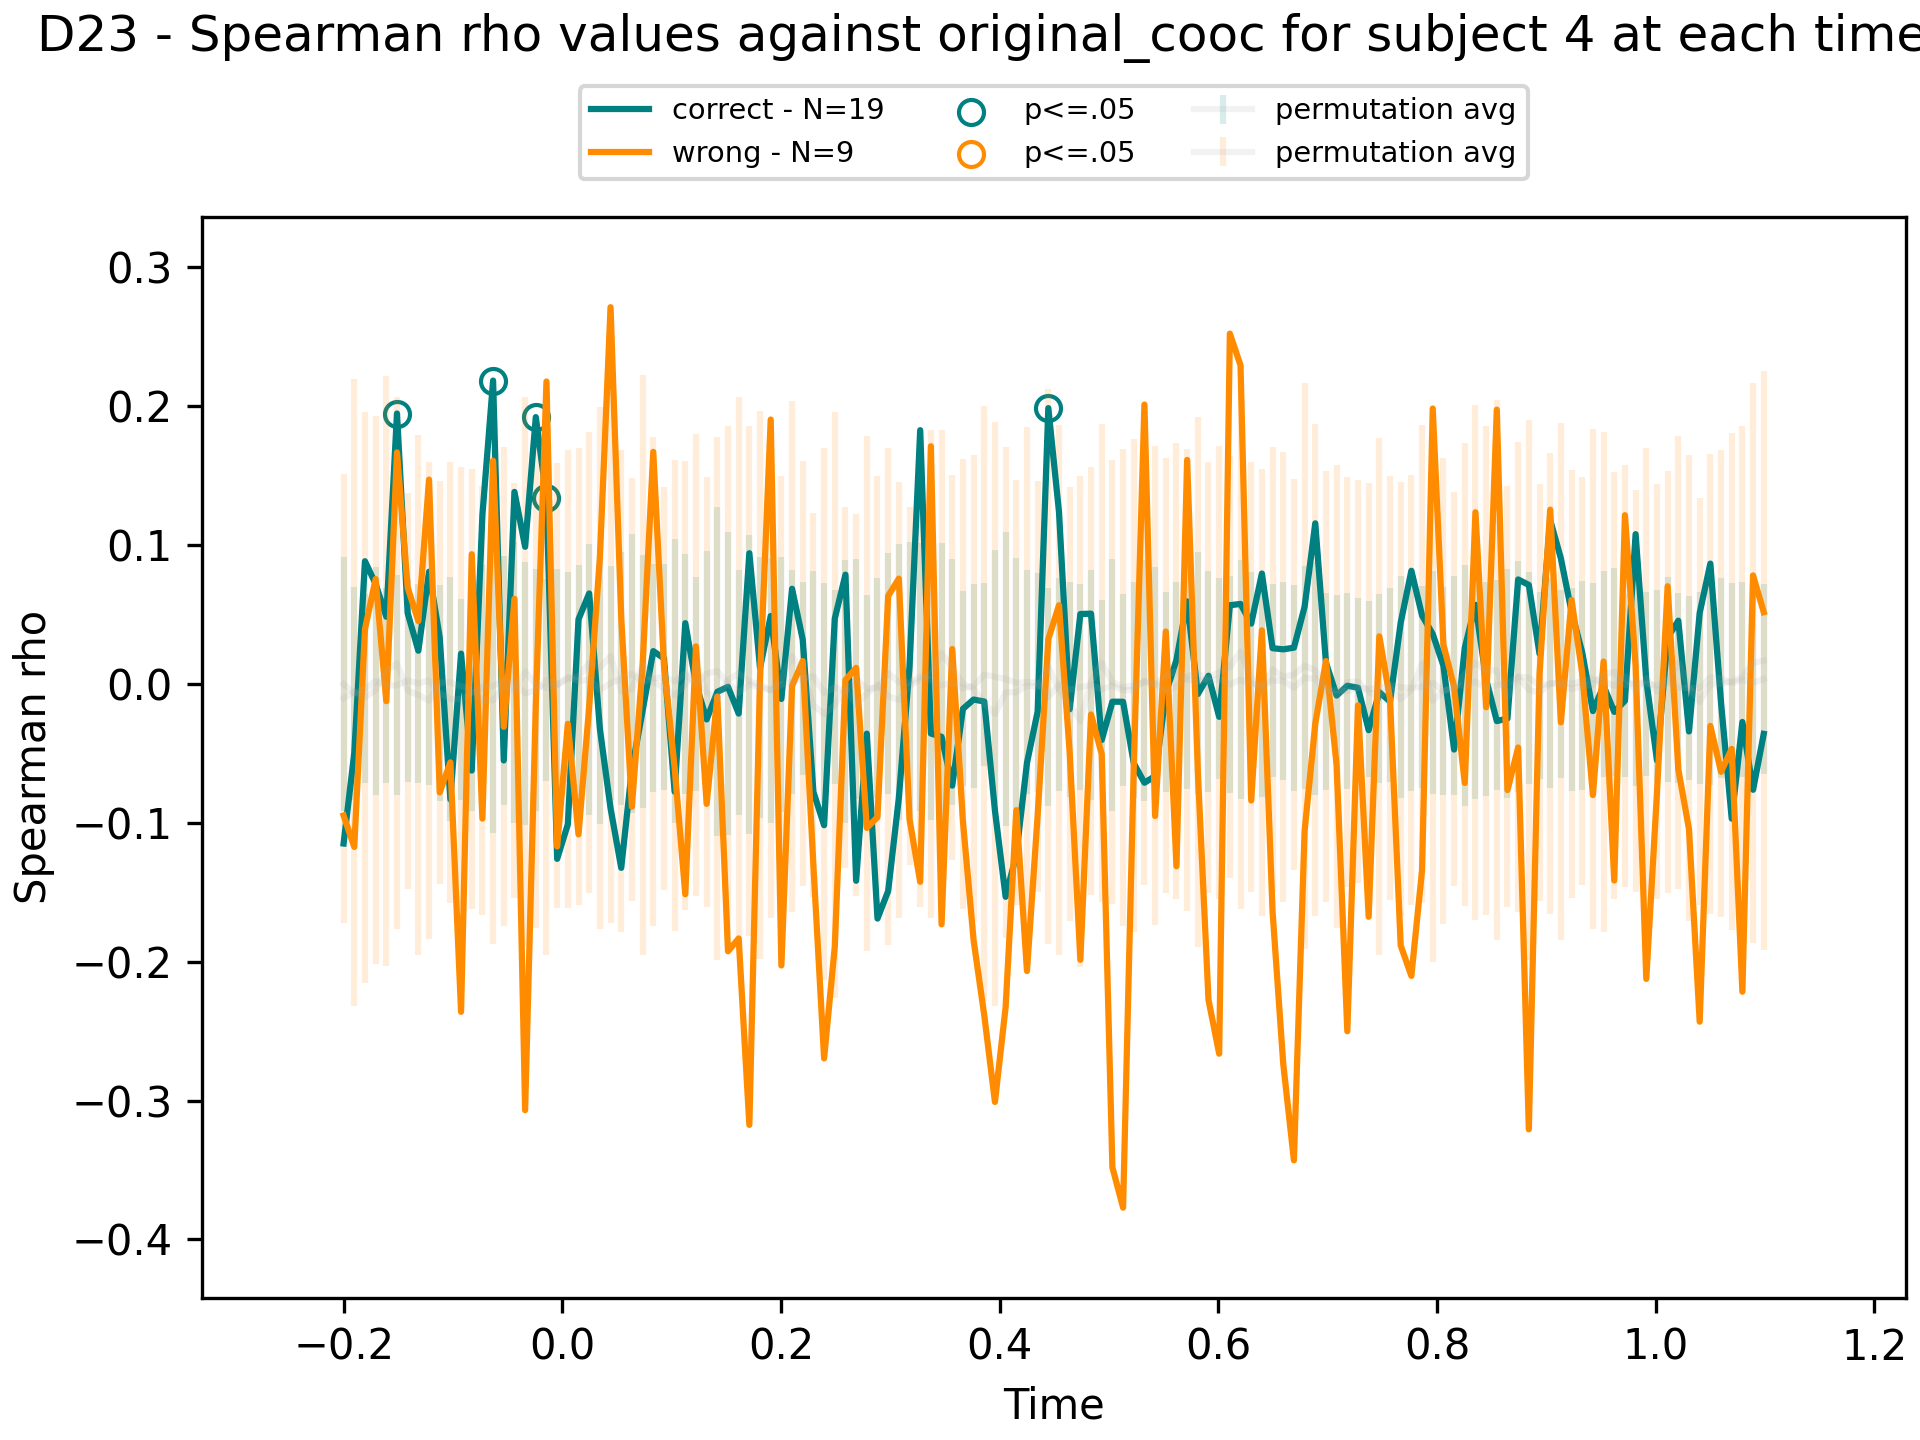 D23 - Spearman rho values against original_cooc for subject 4 at each time
correct - N=19
wrong - N=9
p<=.05
p<=.05
permutation avg
permutation avg
0.3
0.2
0.1
0.0
−0.1
−0.2
−0.3
−0.4
Spearman rho
−0.2 0.0 0.2 0.4 0.6 0.8 1.0 1.2
Time